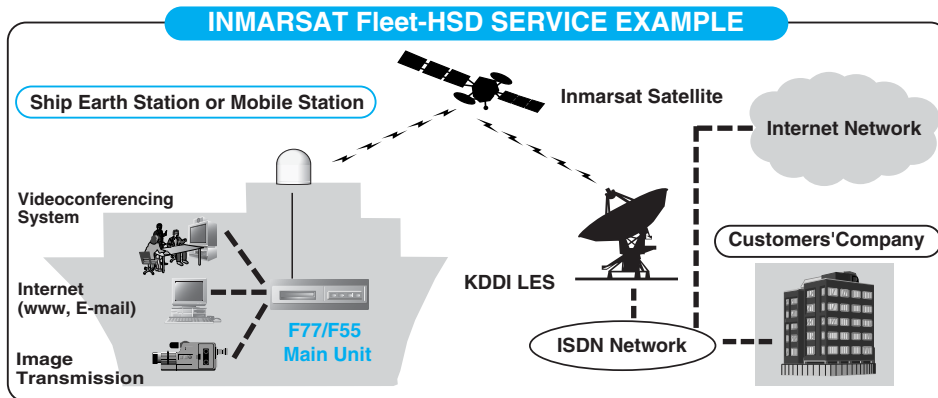 INMARSAT Fleet-HSD SERVICE EXAMPLE
Ship Earth Station or Mobile Station
Inmarsat Satellite
Internet Network
Videoconferencing
System
Customers'Company
KDDI LES
Internet
(www, E-mail)
F77/F55
Main Unit
ISDN Network
Image
Transmission